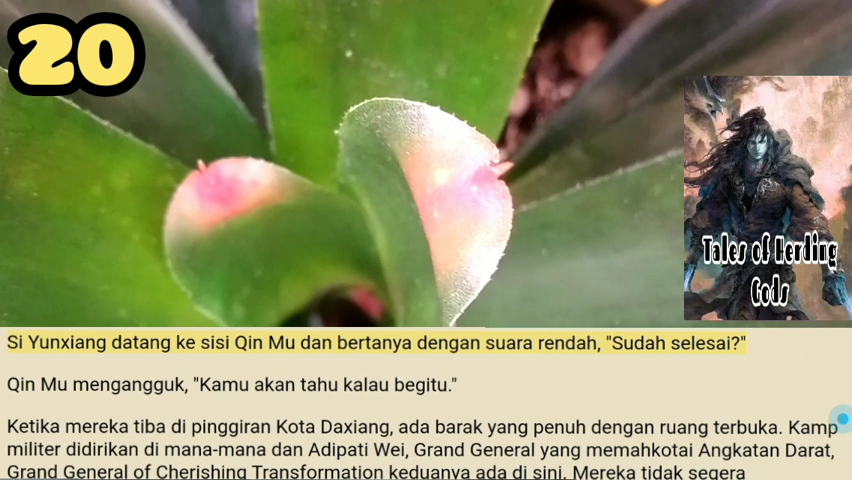 20
Tales of Herding
Gods
Si Yunxiang datang ke sisi Qin Mu dan bertanya dengan suara rendah, "Sudah selesai?"
Qin Mu mengangguk, "Kamu akan tahu kalau begitu."
Ketika mereka tiba di pinggiran Kota Daxiang, ada barak yang penuh dengan ruang terbuka. Kamp
militer didirikan di mana-mana dan Adipati Wei, Grand General yang memahkotai Angkatan Darat,
Grand General of Cherishing Transformation keduanya ada di sini. Mereka tidak segera